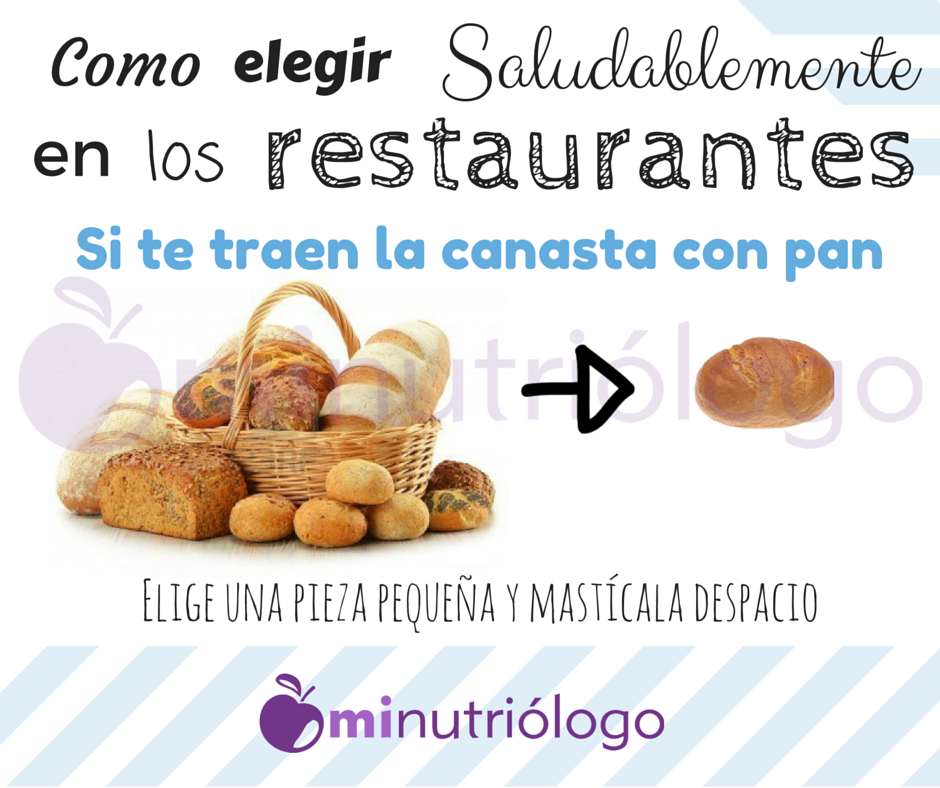 Como elegir Saludablemente
en los restaurantes
Si te traen la canasta con pan
minutriólogo
Elige una pieza pequeña y mastícala despacio
minutriólogo